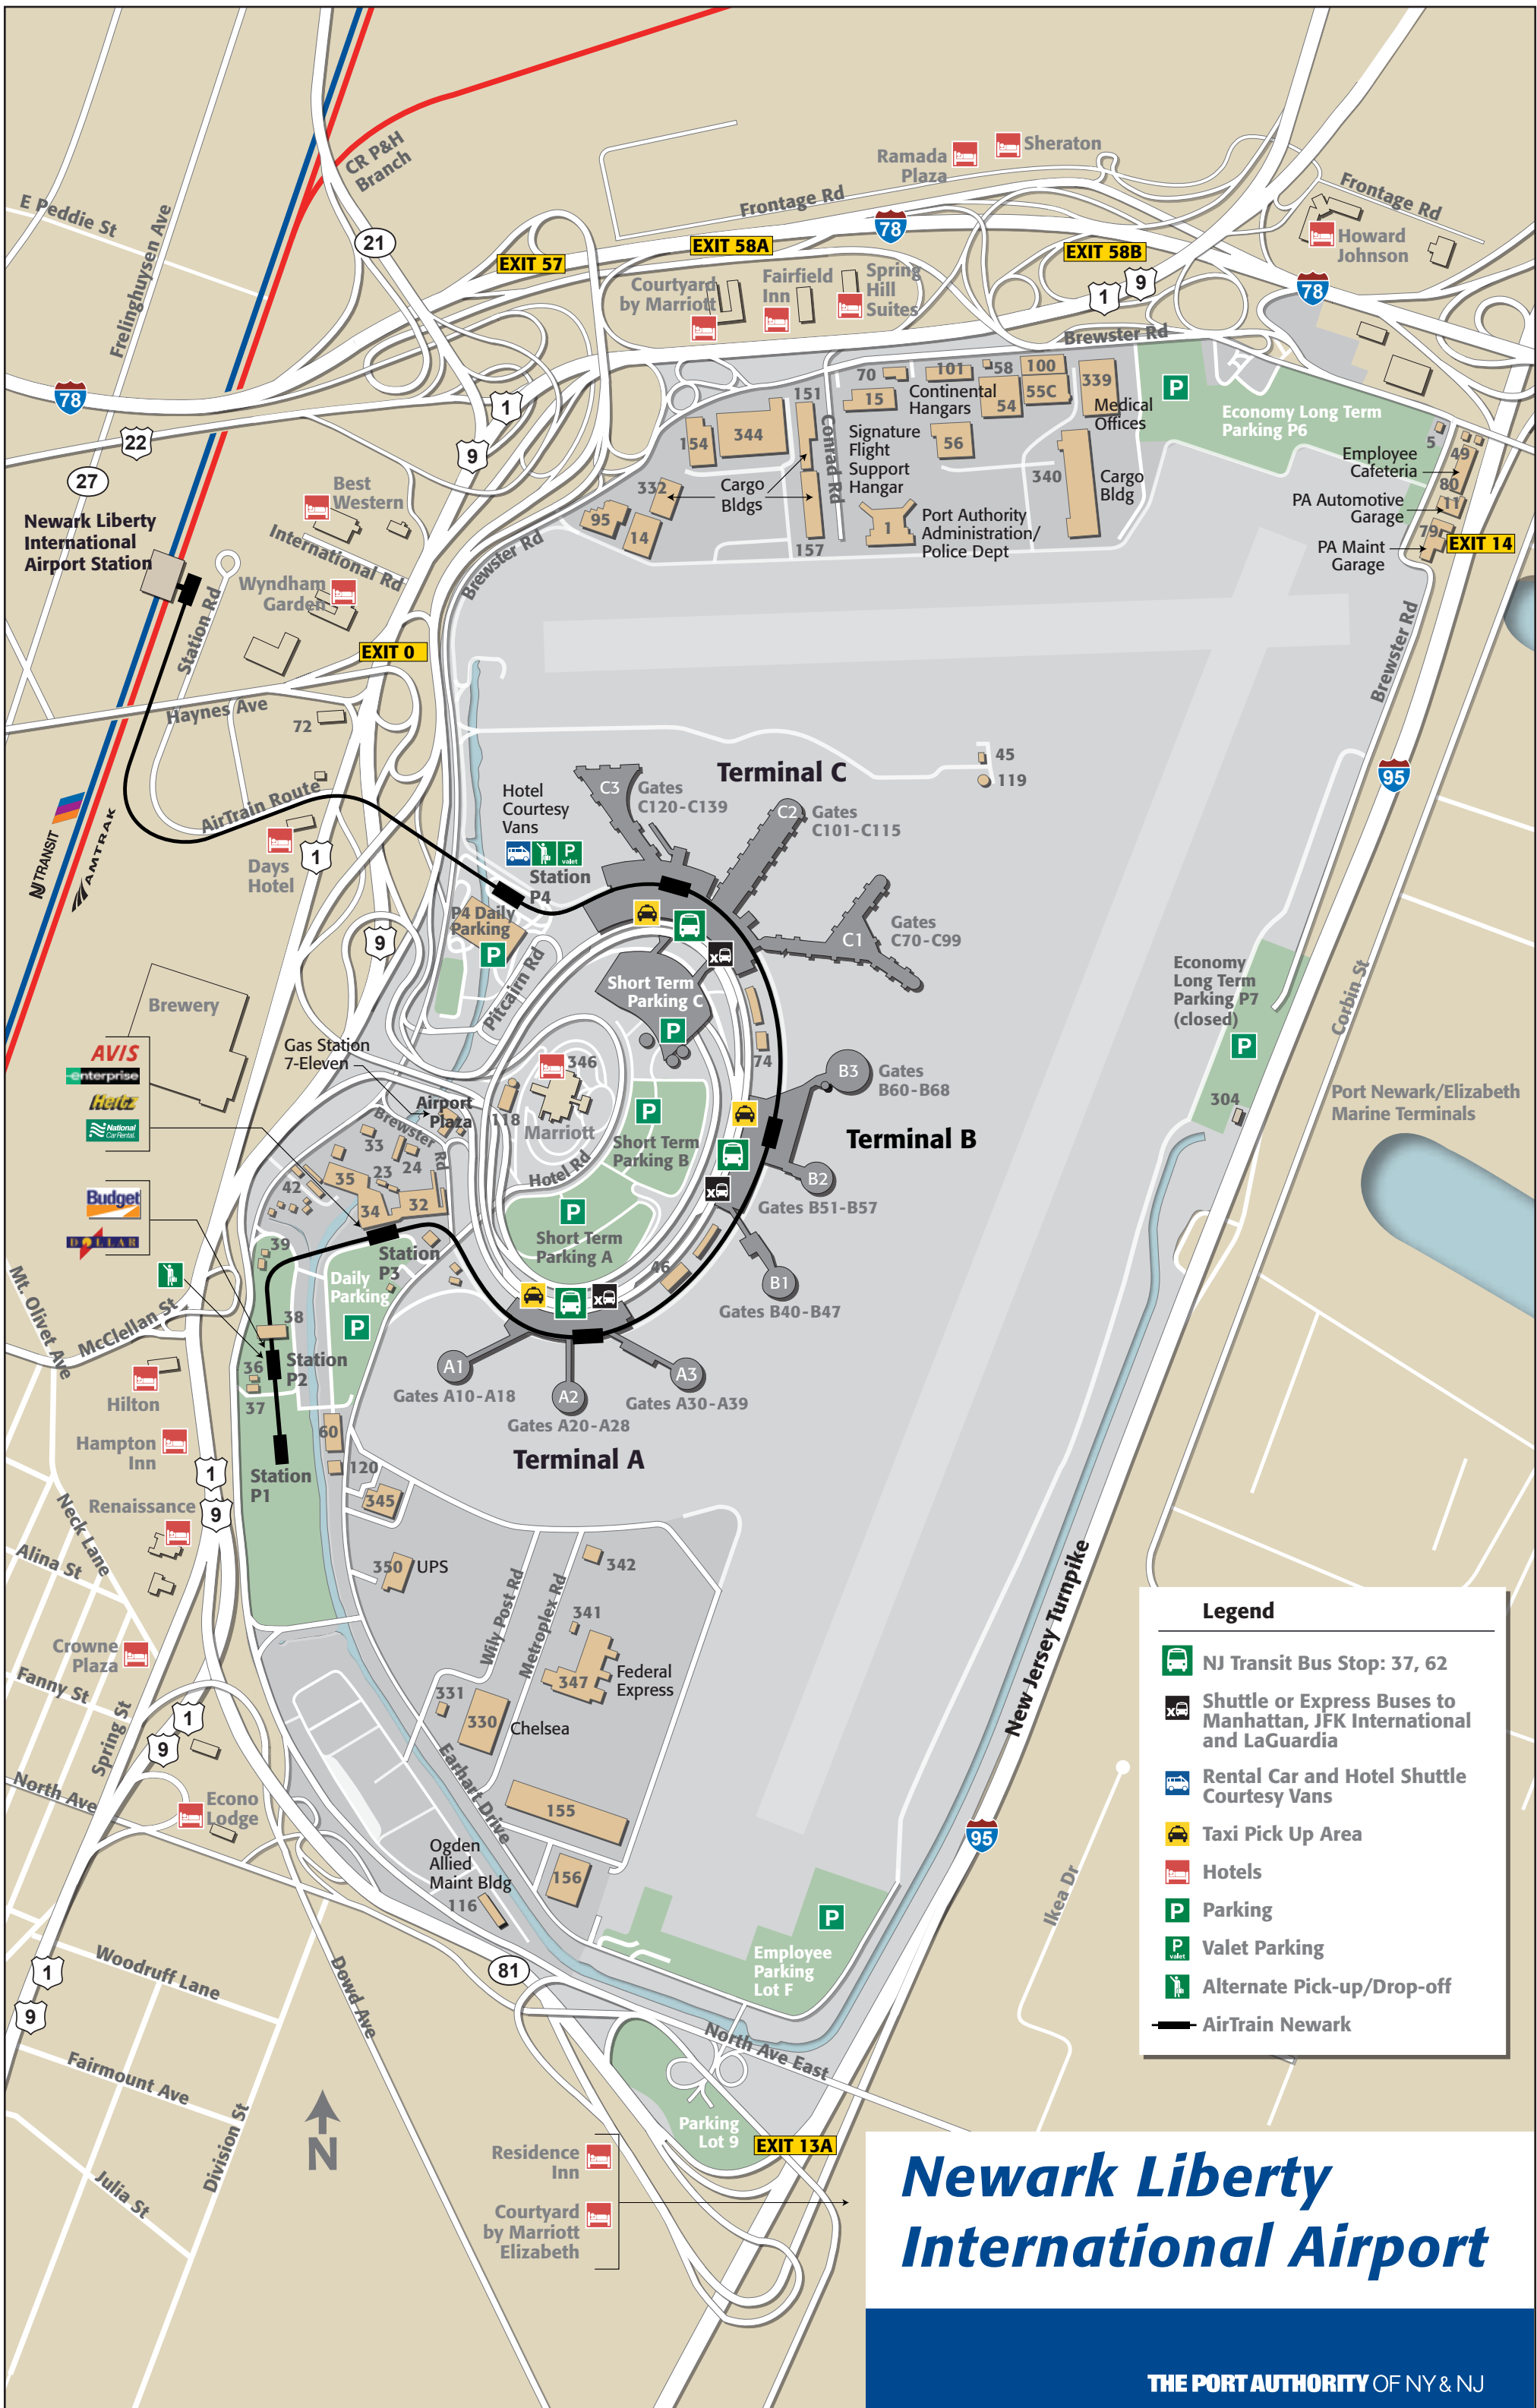 CR P&H
Branch
E Peddie St
Frelinghuysen Ave
21
EXIT 57
Ramada
Plaza
Sheraton
Frontage Rd
78
EXIT 58A
EXIT 58B
Frontage Rd
Howard
Johnson
1
9
78
Courtyard
by Marriott
Fairfield
Inn
Spring
Hill
Suites
Brewster Rd
78
22
27
1
9
70
101
58
100
339
15
Continental
Hangars
54
55C
Medical
Offices
151
Conrad Rd
154
344
Signature
Flight
Support
Hangar
56
340
Cargo
Bldg
332
Cargo
Bldgs
95
14
157
1
Port Authority
Administration/
Police Dept
Economy Long Term
Parking P6
P
5
Employee
Cafeteria
49
80
PA Automotive
Garage
11
79
PA Maint
Garage
EXIT 14
Newark Liberty
International
Airport Station
Best
Western
International Rd
Brewster Rd
Wyndham
Garden
Station Rd
EXIT 0
Haynes Ave
72
Brewster Rd
95
AirTrain Route
NJ TRANSIT
AMTRAK
Days
Hotel
1
9
Hotel
Courtesy
Vans
P
valet
Station
P4
P4 Daily
Parking
P
Pitcairn Rd
Terminal C
C3
Gates
C120-C139
C2
Gates
C101-C115
C1
Gates
C70-C99
45
119
Short Term
Parking C
P
74
Economy
Long Term
Parking P7
(closed)
P
304
Corbin St
Port Newark/Elizabeth
Marine Terminals
Brewery
AVIS
enterprise
Hertz
National
Car Rental
Budget
DOLLAR
Gas Station
7-Eleven
Airport
Plaza
118
346
Marriott
Hotel Rd
P
Short Term
Parking B
P
Short Term
Parking A
B3
Gates
B60-B68
Terminal B
B2
Gates B51-B57
B1
Gates B40-B47
46
Brewster
Rd
33
35
23
24
42
34
32
Station
P3
39
Daily
Parking
P
38
36
Station
P2
37
Station
P1
A1
Gates A10-A18
A2
Gates A20-A28
A3
Gates A30-A39
Terminal A
Mt. Olivet Ave
McClellan St
Hilton
Hampton
Inn
1
9
Renaissance
Neck Lane
Alina St
60
120
345
350
UPS
342
Wily Post Rd
Metroplex Rd
341
347
Federal
Express
331
330
Chelsea
Earhart Drive
155
156
Ogden
Allied
Maint Bldg
116
Crowne
Plaza
Fanny St
Spring St
1
9
North Ave
Econo
Lodge
New Jersey Turnpike
95
Ikea Dr
P
Employee
Parking
Lot F
81
North Ave East
Parking
Lot 9
EXIT 13A
1
9
Woodruff Lane
Dowd Ave
Fairmount Ave
Division St
Julia St
N
Residence
Inn
Courtyard
by Marriott
Elizabeth
Legend
NJ Transit Bus Stop: 37, 62
x
Shuttle or Express Buses to
Manhattan, JFK International
and LaGuardia
Rental Car and Hotel Shuttle
Courtesy Vans
Taxi Pick Up Area
Hotels
P
Parking
P
valet
Valet Parking
Alternate Pick-up/Drop-off
AirTrain Newark
Newark Liberty
International Airport
THE PORT AUTHORITY OF NY & NJ